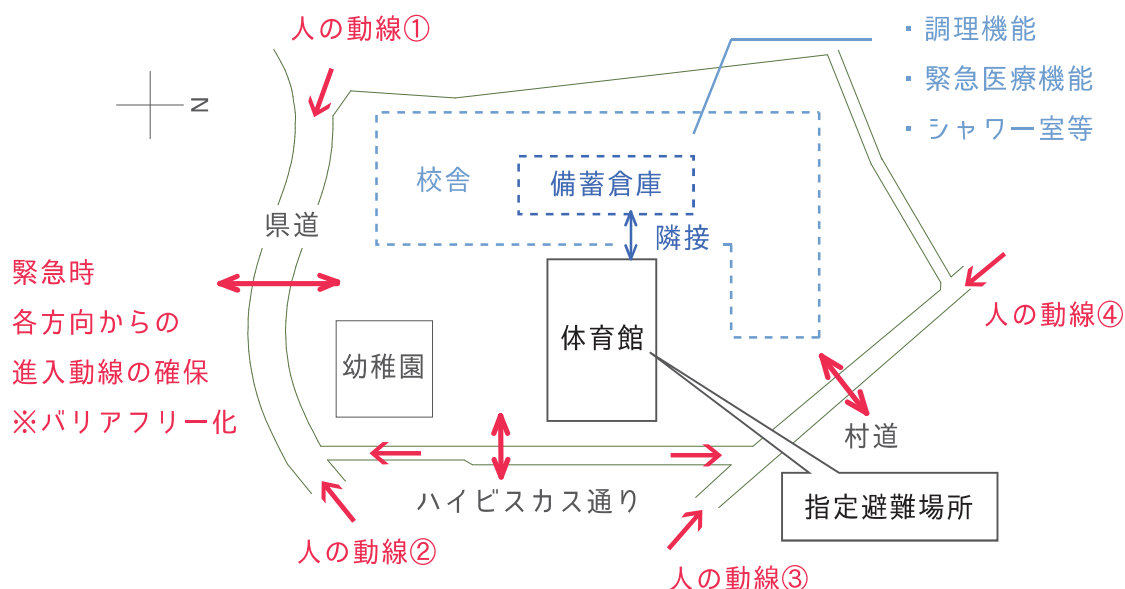 人の動線①
・調理機能
・緊急医療機能
・シャワー室等
N
校舎
備蓄倉庫
県道
隣接
緊急時
各方向からの
進入動線の確保
※バリアフリー化
人の動線④
体育館
幼稚園
村道
ハイビスカス通り
指定避難場所
人の動線②
人の動線③